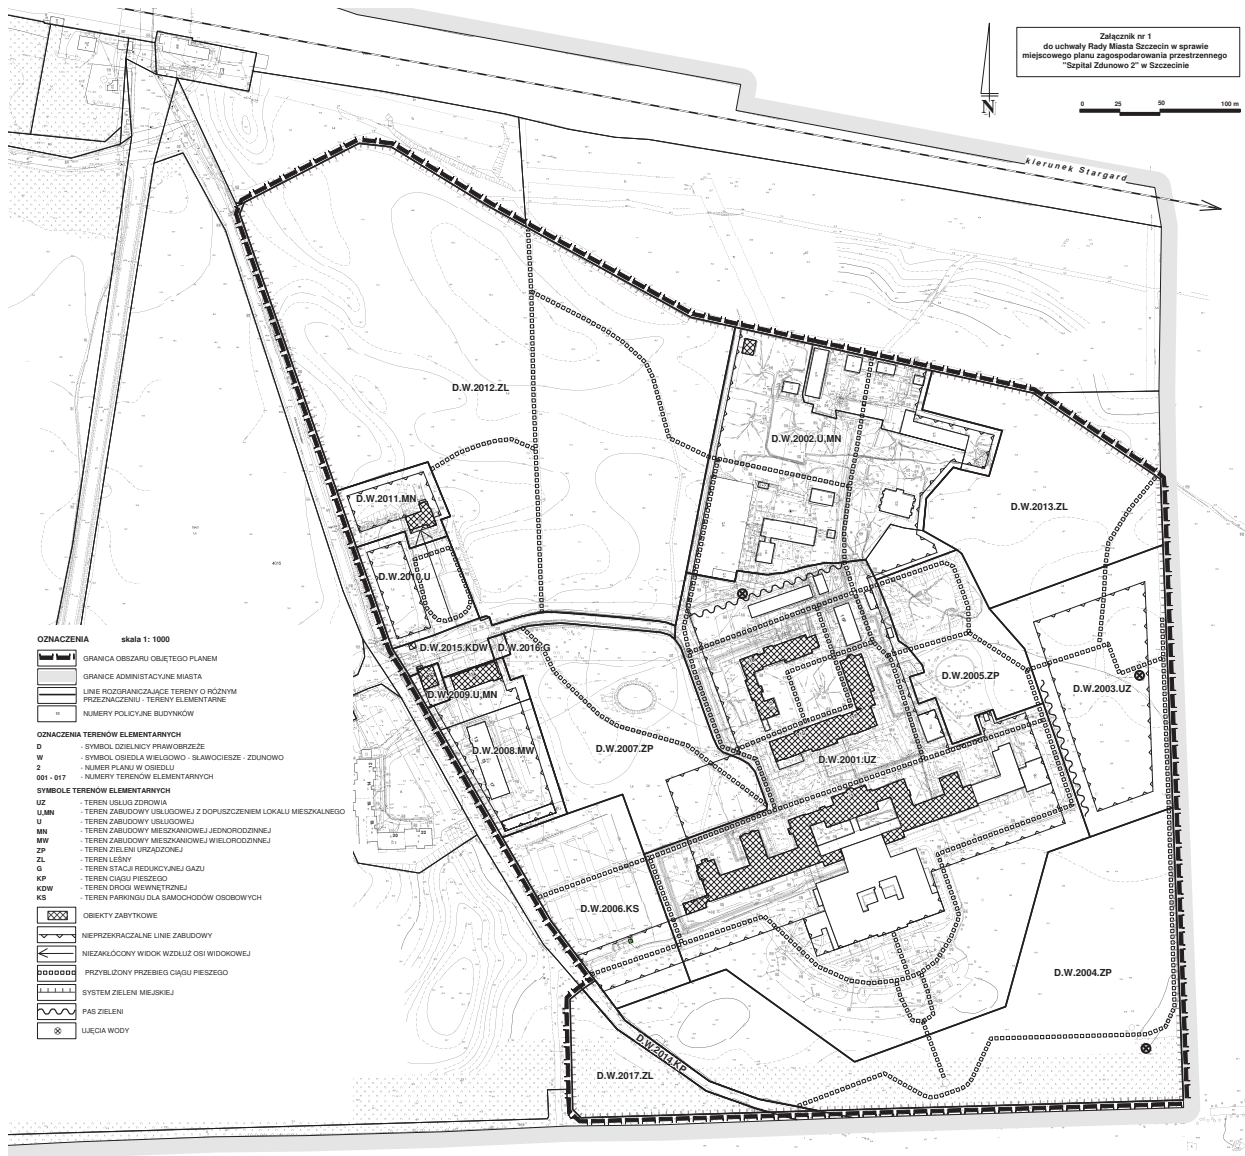 Załącznik nr 1
do uchwały Rady Miasta Szczecin w sprawie
miejscowego planu zagospodarowania przestrzennego
"Szpital Zdunowo 2" w Szczecinie
0 25 50 100 m
N
kierunek Stargard
D.W.2012.ZL
D.W.2002.U,MN
D.W.2011.MN
D.W.2013.ZL
D.W.2010.U
D.W.2015.KDW
D.W.2016.G
D.W.2005.ZP
D.W.2003.UZ
D.W.2009.U,MN
D.W.2008.MW
D.W.2007.ZP
D.W.2001.UZ
D.W.2006.KS
D.W.2004.ZP
D.W.2014.KP
D.W.2017.ZL
OZNACZENIA skala 1: 1000
GRANICA OBSZARU OBJĘTEGO PLANEM
GRANICE ADMINISTACYJNE MIASTA
LINIE ROZGRANICZAJĄCE TERENY O RÓŻNYM
PRZEZNACZENIU - TERENY ELEMENTARNE
NUMERY POLICYJNE BUDYNKÓW
OZNACZENIA TERENÓW ELEMENTARNYCH
D - SYMBOL DZIELNICY PRAWOBRZEŻE
W - SYMBOL OSIEDLA WIELGOWO - SŁAWOCIESZE - ZDUNOWO
2 - NUMER PLANU W OSIEDLU
001 - 017 - NUMERY TERENÓW ELEMENTARNYCH
SYMBOLE TERENÓW ELEMENTARNYCH
UZ - TEREN USŁUG ZDROWIA
U,MN - TEREN ZABUDOWY USŁUGOWEJ Z DOPUSZCZENIEM LOKALU MIESZKALNEGO
U - TEREN ZABUDOWY USŁUGOWEJ
MN - TEREN ZABUDOWY MIESZKANIOWEJ JEDNORODZINNEJ
MW - TEREN ZABUDOWY MIESZKANIOWEJ WIELORODZINNEJ
ZP - TEREN ZIELENI URZĄDZONEJ
ZL - TEREN LEŚNY
G - TEREN STACJI REDUKCYJNEJ GAZU
KP - TEREN CIĄGU PIESZEGO
KDW - TEREN DROGI WEWNĘTRZNEJ
KS - TEREN PARKINGU DLA SAMOCHODÓW OSOBOWYCH
OBIEKTY ZABYTKOWE
NIEPRZEKRACZALNE LINIE ZABUDOWY
NIEZAKŁÓCONY WIDOK WZDŁUŻ OSI WIDOKOWEJ
PRZYBLIŻONY PRZEBIEG CIĄGU PIESZEGO
SYSTEM ZIELENI MIEJSKIEJ
PAS ZIELENI
UJĘCIA WODY